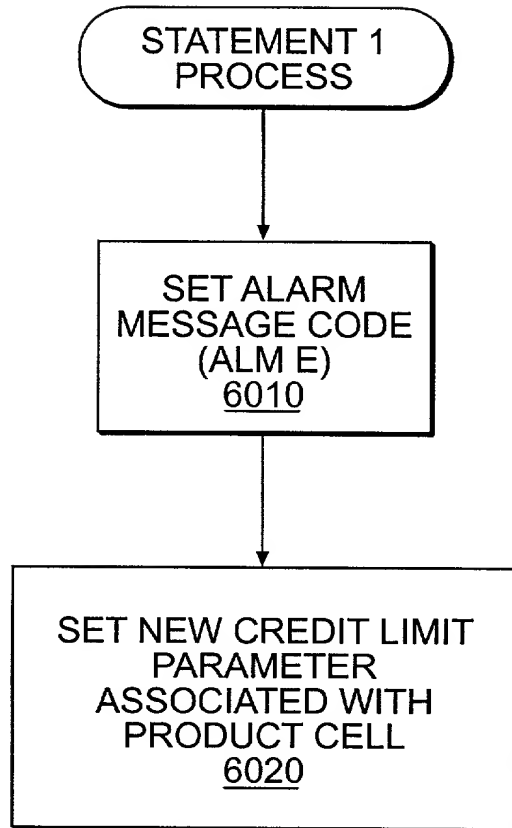 STATEMENT 1
PROCESS
SET ALARM
MESSAGE CODE
(ALM E)
6010
SET NEW CREDIT LIMIT
PARAMETER
ASSOCIATED WITH
PRODUCT CELL
6020